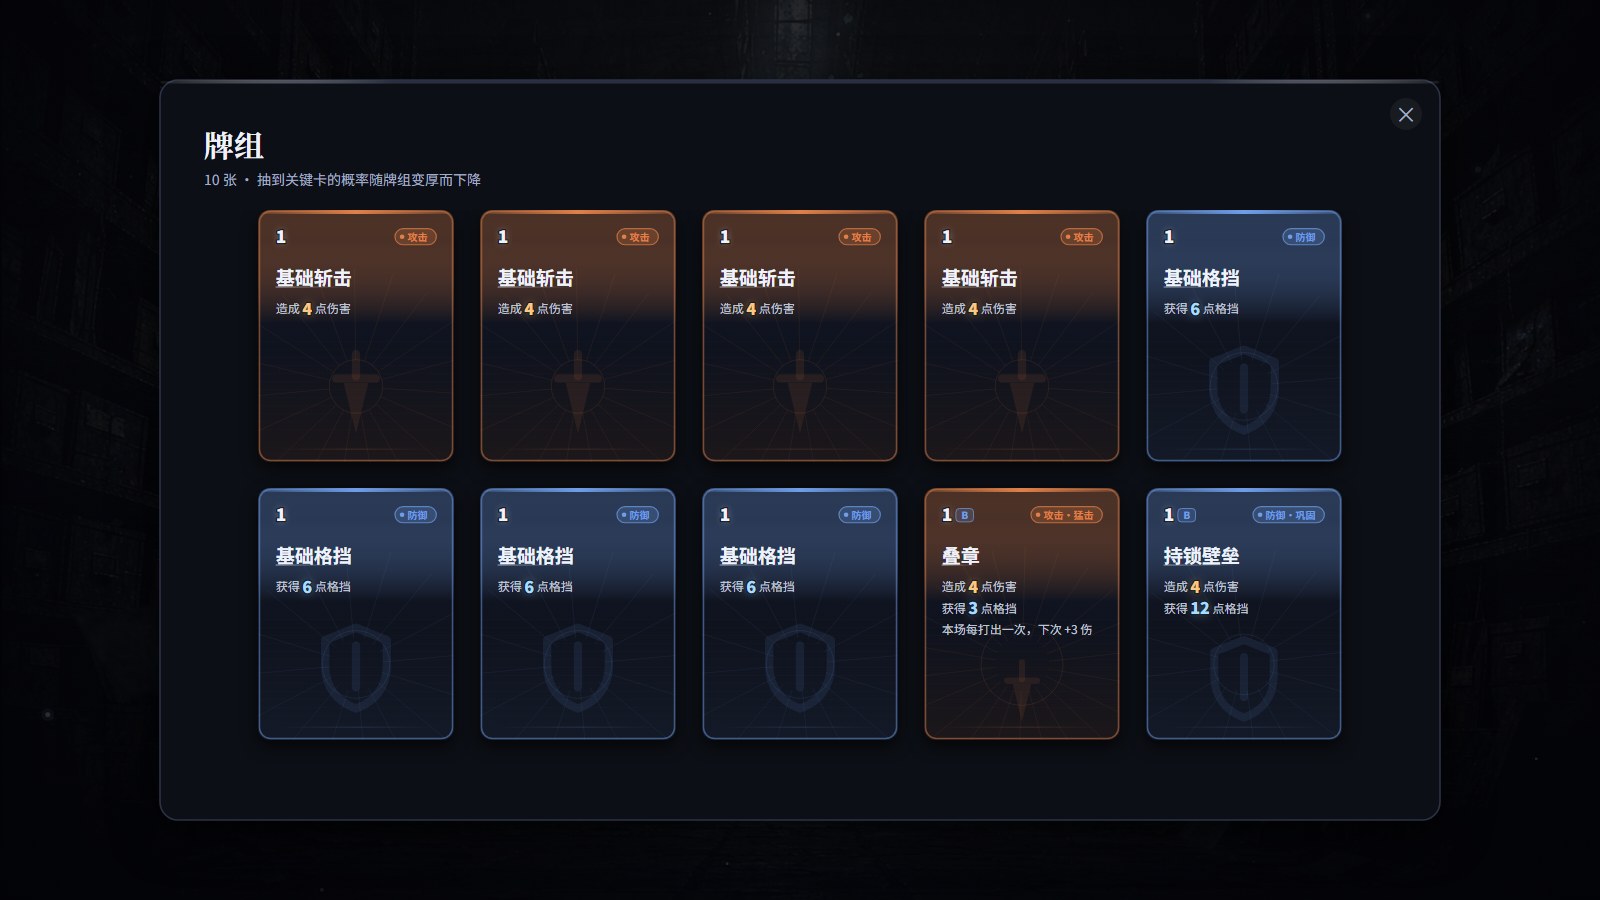 牌组
10 张 · 抽到关键卡的概率随牌组变厚而下降
1 攻击
基础斩击
造成 4 点伤害
1 攻击
基础斩击
造成 4 点伤害
1 攻击
基础斩击
造成 4 点伤害
1 攻击
基础斩击
造成 4 点伤害
1 防御
基础格挡
获得 6 点格挡
1 防御
基础格挡
获得 6 点格挡
1 防御
基础格挡
获得 6 点格挡
1 防御
基础格挡
获得 6 点格挡
1 B 攻击·猛击
叠章
造成 4 点伤害
获得 3 点格挡
本场每打出一次，下次 +3 伤
1 B 防御·巩固
持锁壁垒
造成 4 点伤害
获得 12 点格挡